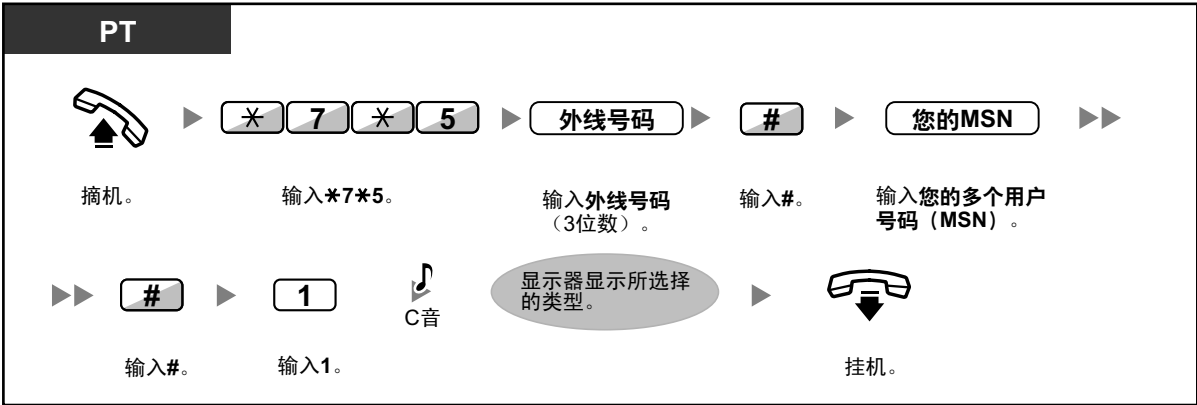 PT
＊ 7 ＊ 5 外线号码 # 您的MSN
摘机。 输入＊7＊5。 输入外线号码 输入#。 输入您的多个用户
（3位数）。 号码（MSN）。
# 1 显示器显示所选择
的类型。
C音
输入#。 输入1。 挂机。